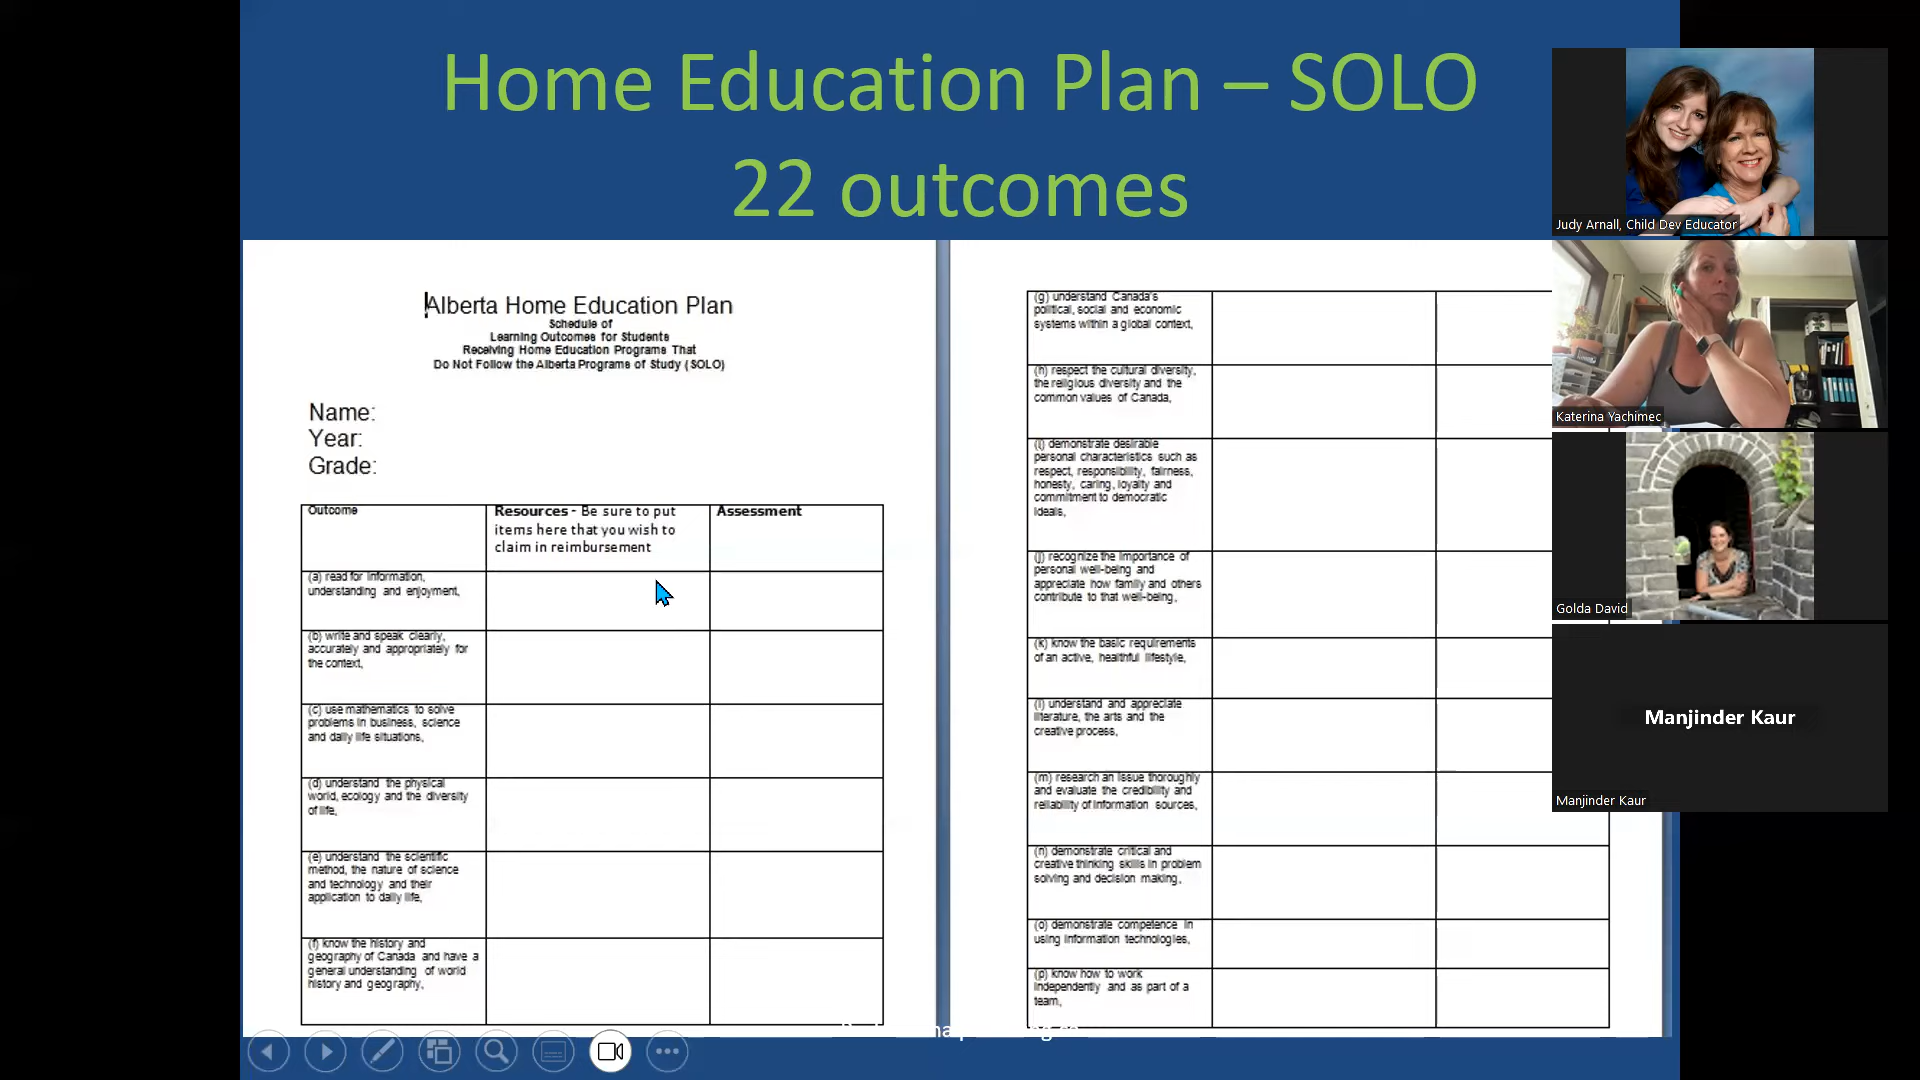 Home Education Plan – SOLO
22 outcomes
Alberta Home Education Plan
Schedule of
Learning Outcomes for Students
Receiving Home Education Programs That
Do Not Follow the Alberta Programs of Study (SOLO)
Name:
Year:
Grade:
Outcome
Resources - Be sure to put
items here that you wish to
claim in reimbursement
Assessment
(a) read for information,
understanding and enjoyment,
(b) write and speak clearly,
accurately and appropriately for
the context,
(c) use mathematics to solve
problems in business, science
and daily life situations,
(d) understand the physical
world, ecology and the diversity
of life,
(e) understand the scientific
method, the nature of science
and technology and their
application to daily life,
(f) know the history and
geography of Canada and have a
general understanding of world
history and geography,
(g) understand Canada's
political, social and economic
systems within a global context,
(h) respect the cultural diversity,
the religious diversity and the
common values of Canada,
(i) demonstrate desirable
personal characteristics such as
respect, responsibility, fairness,
honesty, caring, loyalty and
commitment to democratic
ideals,
(j) recognize the importance of
personal well-being and
appreciate how family and others
contribute to that well-being,
(k) know the basic requirements
of an active, healthful lifestyle,
(l) understand and appreciate
literature, the arts and the
creative process,
(m) research an issue thoroughly
and evaluate the credibility and
reliability of information sources,
(n) demonstrate critical and
creative thinking skills in problem
solving and decision making,
(o) demonstrate competence in
using information technologies,
(p) know how to work
independently and as part of a
team,
Judy Arnall, Child Dev Educator
Katerina Yachimec
Golda David
Manjinder Kaur
Manjinder Kaur